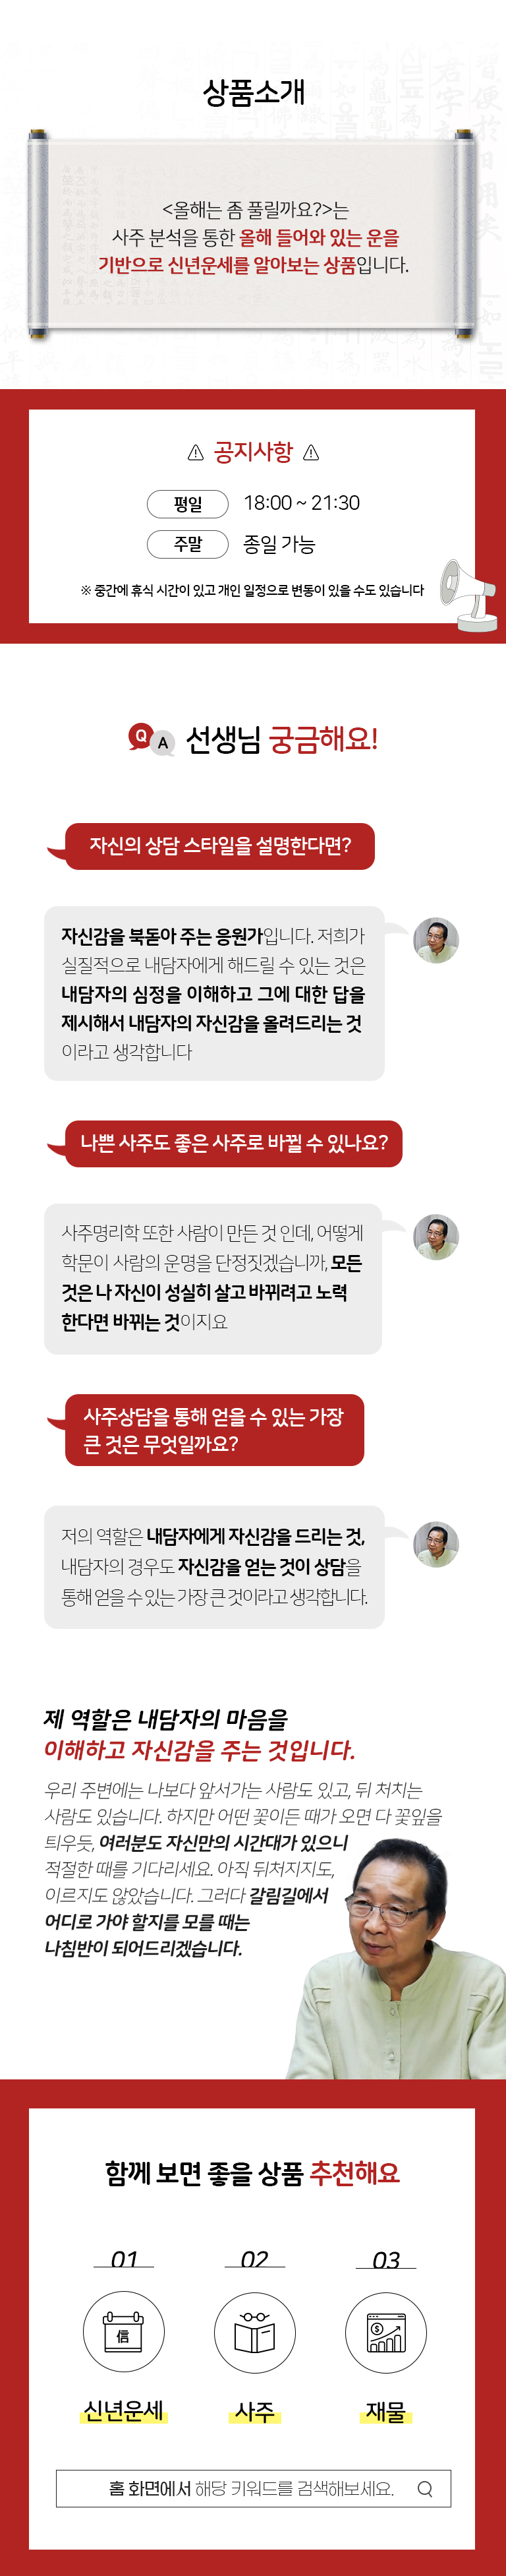 상품소개
<올해는 좀 풀릴까요?>는
사주 분석을 통한 올해 들어와 있는 운을
기반으로 신년운세를 알아보는 상품입니다.
공지사항
평일 18:00 ~ 21:30
주말 종일 가능
※ 중간에 휴식 시간이 있고 개인 일정으로 변동이 있을 수도 있습니다
Q A 선생님 궁금해요!
자신의 상담 스타일을 설명한다면?
자신감을 북돋아 주는 응원가입니다. 저희가
실질적으로 내담자에게 해드릴 수 있는 것은
내담자의 심정을 이해하고 그에 대한 답을
제시해서 내담자의 자신감을 올려드리는 것
이라고 생각합니다
나쁜 사주도 좋은 사주로 바뀔 수 있나요?
사주명리학 또한 사람이 만든 것 인데, 어떻게
학문이 사람의 운명을 단정짓겠습니까, 모든
것은 나 자신이 성실히 살고 바뀌려고 노력
한다면 바뀌는 것이지요
사주상담을 통해 얻을 수 있는 가장
큰 것은 무엇일까요?
저의 역할은 내담자에게 자신감을 드리는 것,
내담자의 경우도 자신감을 얻는 것이 상담을
통해 얻을 수 있는 가장 큰 것이라고 생각합니다.
제 역할은 내담자의 마음을
이해하고 자신감을 주는 것입니다.
우리 주변에는 나보다 앞서가는 사람도 있고, 뒤 처치는
사람도 있습니다. 하지만 어떤 꽃이든 때가 오면 다 꽃잎을
틔우듯, 여러분도 자신만의 시간대가 있으니
적절한 때를 기다리세요. 아직 뒤처지지도,
이르지도 않았습니다. 그러다 갈림길에서
어디로 가야 할지를 모를 때는
나침반이 되어드리겠습니다.
함께 보면 좋을 상품 추천해요
01 02 03
信
$
신년운세 사주 재물
홈 화면에서 해당 키워드를 검색해보세요.